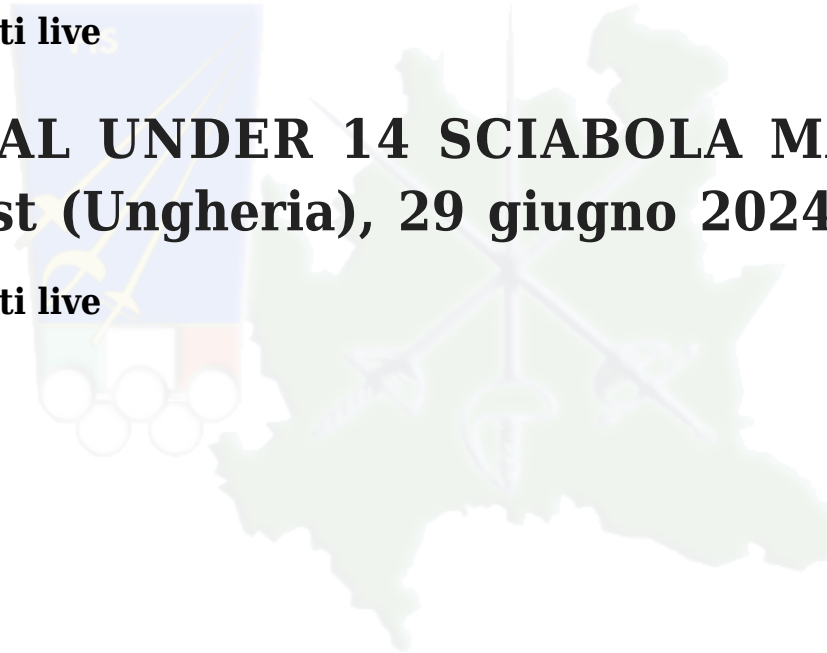 ti live
AL UNDER 14 SCIABOLA M
st (Ungheria), 29 giugno 2024
ti live